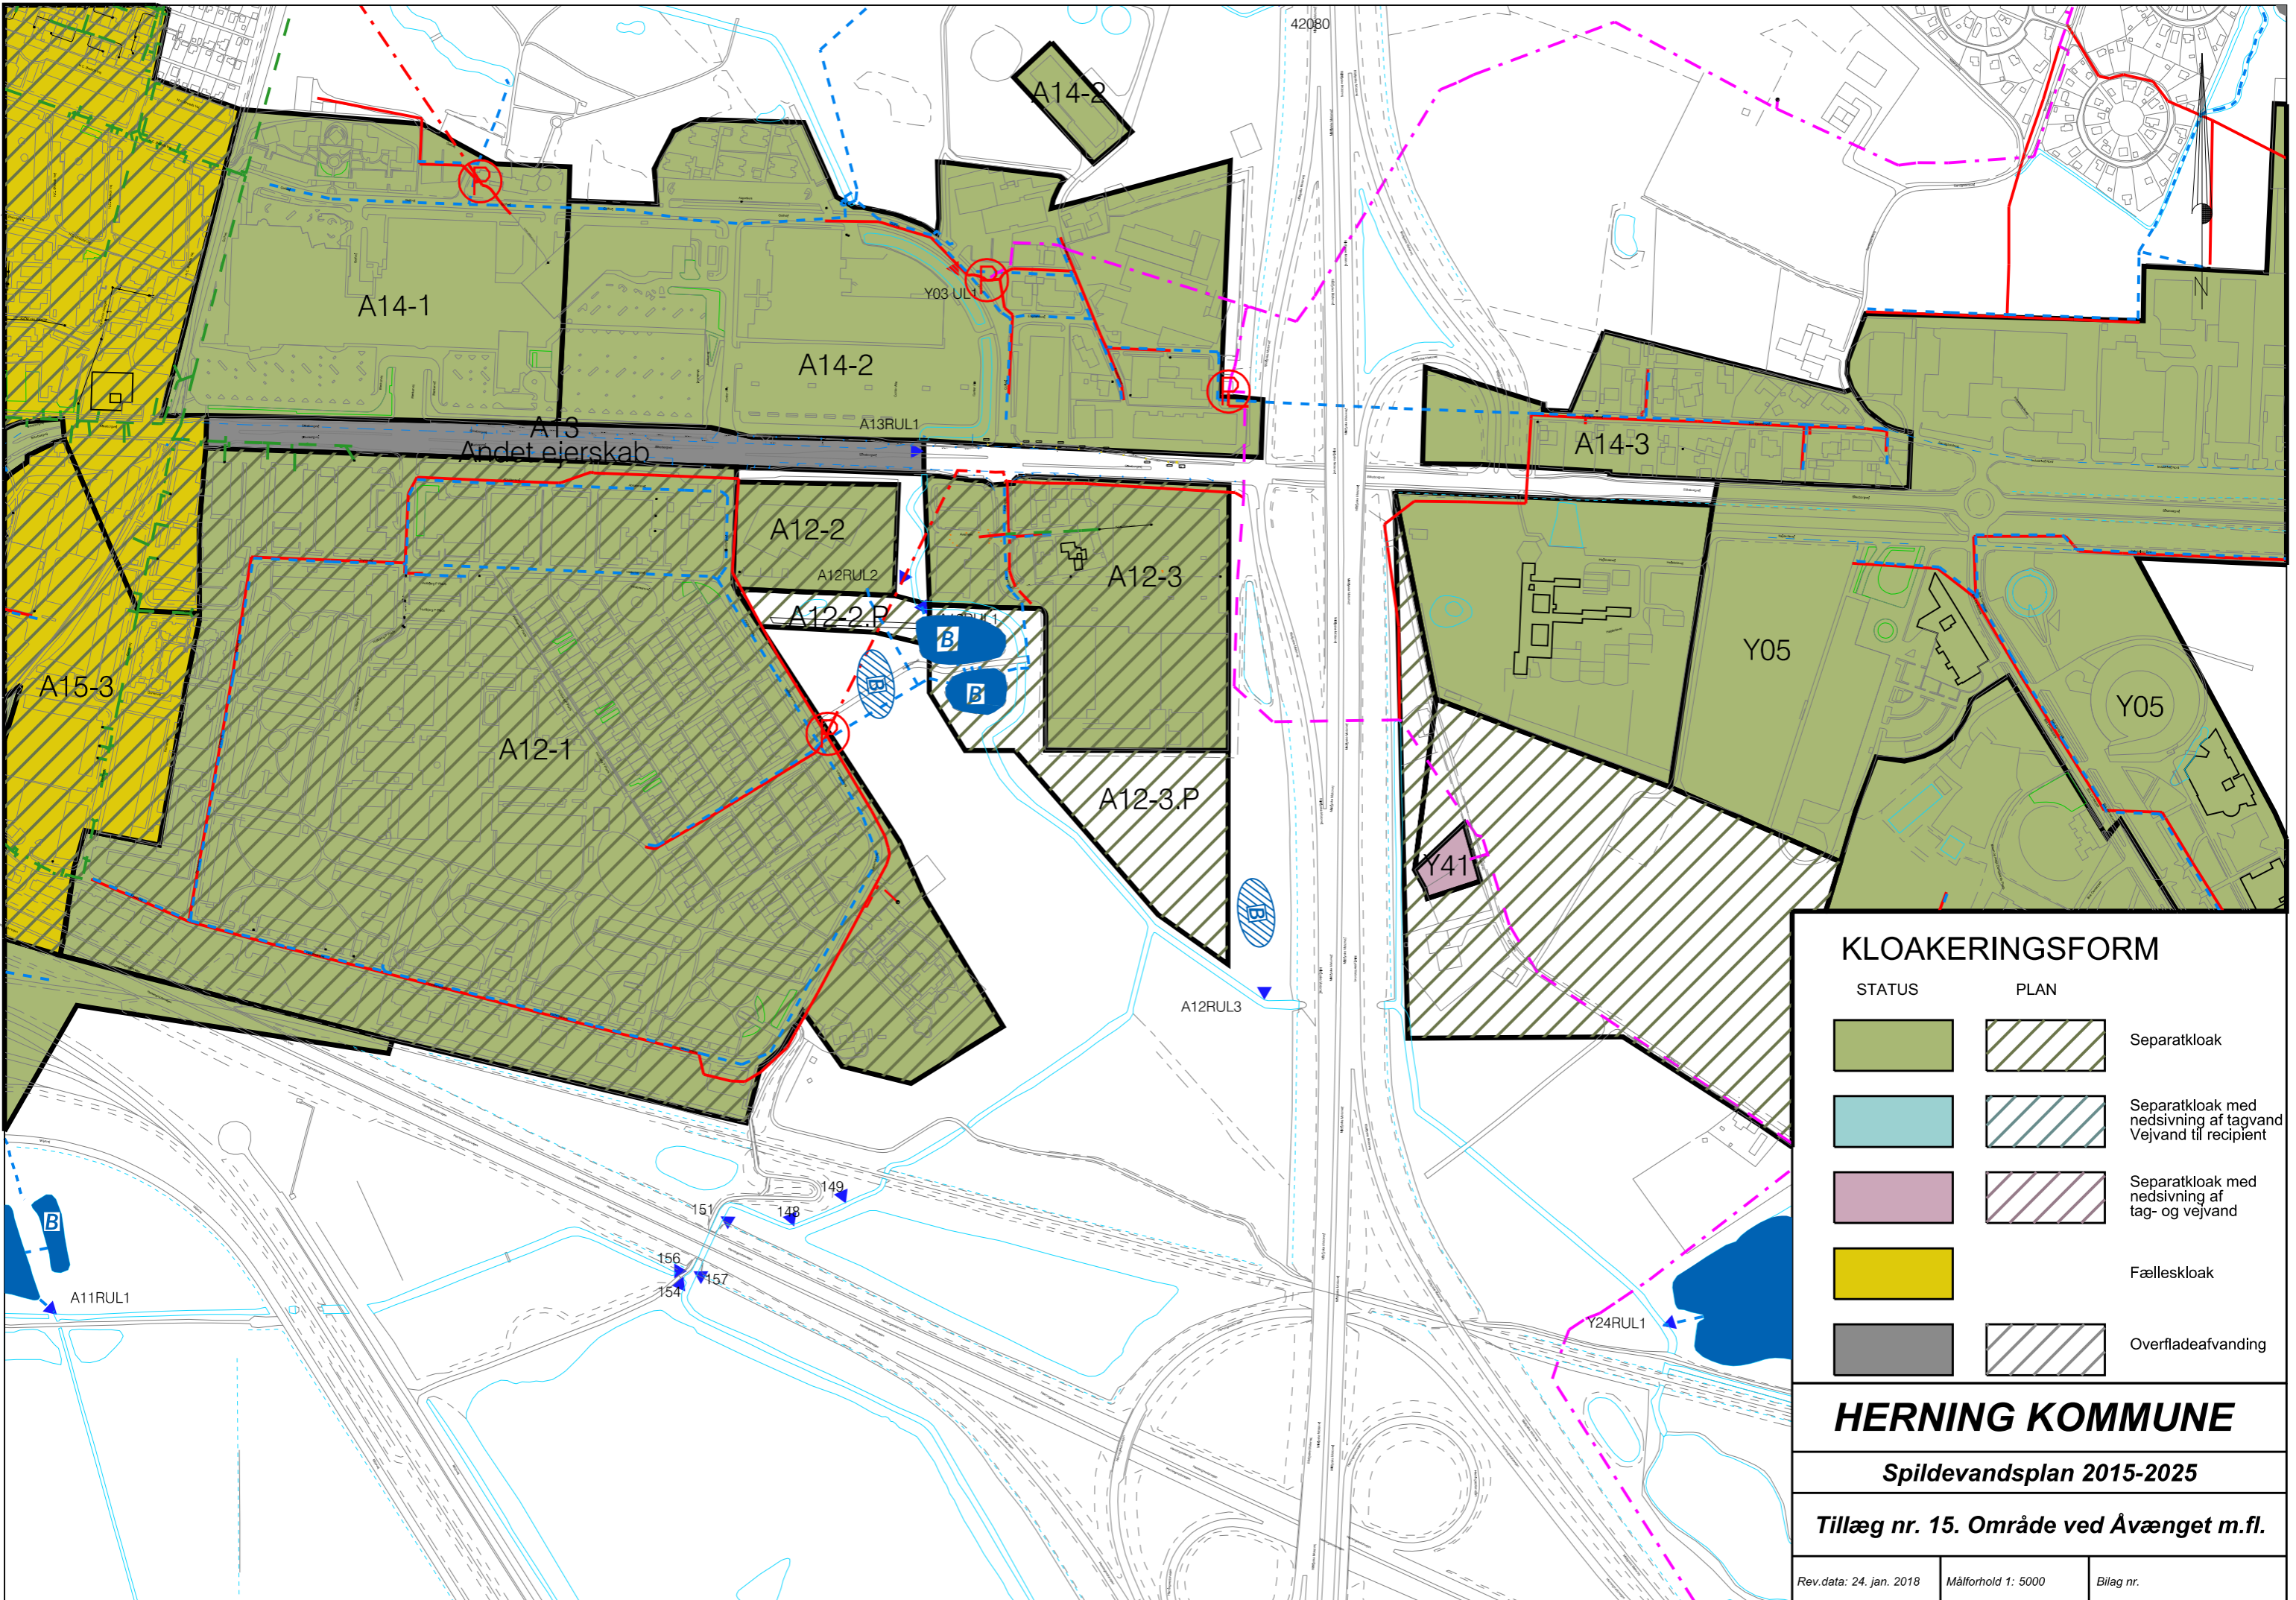 42080
A14-2
A14-1
Y03 UL1
A14-2
A13RUL1
A13
Andet ejerskab
A14-3
A12-2
A12RUL2
A12-3
A12-2.P
B
B
B
A15-3
A12-1
Y05
Y05
A12-3.P
Y41
B
A12RUL3
149
151
148
156
157
154
B
A11RUL1
Y24RUL1
P
P
P
P
N
KLOAKERINGSFORM
STATUS PLAN
Separatkloak
Separatkloak med
nedsivning af tagvand
Vejvand til recipient
Separatkloak med
nedsivning af
tag- og vejvand
Fælleskloak
Overfladeafvanding
HERNING KOMMUNE
Spildevandsplan 2015-2025
Tillæg nr. 15. Område ved Åvænget m.fl.
Rev.data: 24. jan. 2018 Målforhold 1: 5000 Bilag nr.